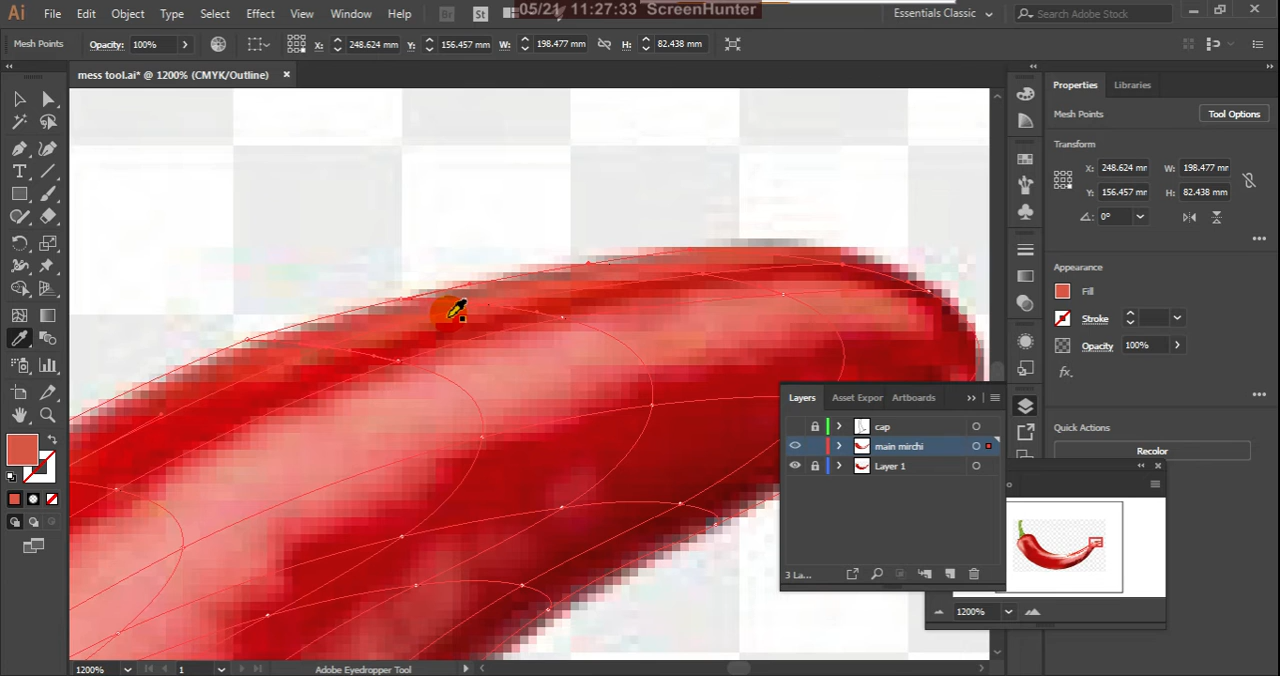 05/21 11:27:33 ScreenHunter
Ai File Edit Object Type Select Effect View Window Help Br St Essentials Classic Search Adobe Stock
Mesh Points Opacity: 100% X: 248.624 mm Y: 156.457 mm W: 198.477 mm H: 82.438 mm
mess tool.ai* @ 1200% (CMYK/Outline) ×
Properties Libraries
Mesh Points Tool Options
Transform
X: 248.624 mr W: 198.477 mr
Y: 156.457 mr H: 82.438 mm
0°
Appearance
Fill
Stroke
Opacity 100%
fx.
Quick Actions
Recolor
Layers Asset Expor Artboards
cap
main mirchi
Layer 1
3 La...
1200%
1200% 1 Adobe Eyedropper Tool